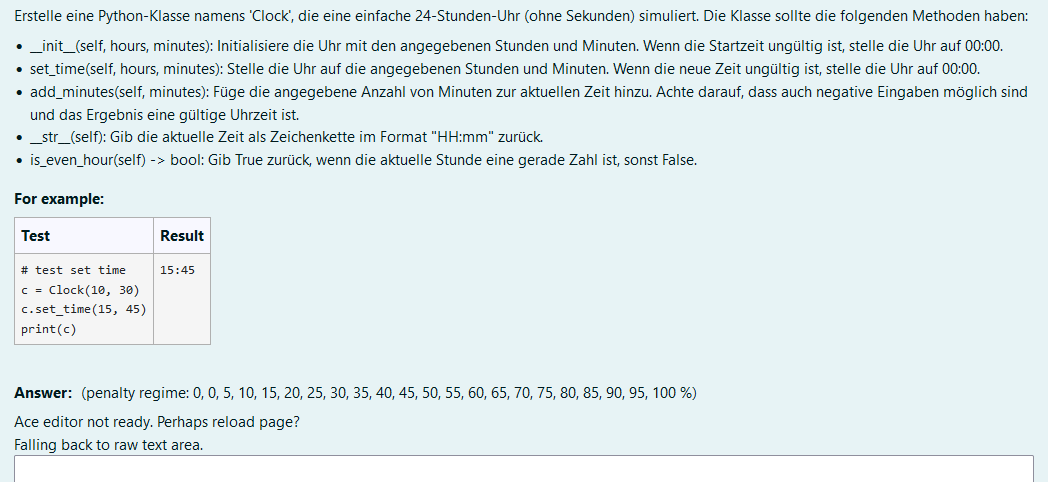 Erstelle eine Python-Klasse namens 'Clock', die eine einfache 24-Stunden-Uhr (ohne Sekunden) simuliert. Die Klasse sollte die folgenden Methoden haben:
• __init__(self, hours, minutes): Initialisiere die Uhr mit den angegebenen Stunden und Minuten. Wenn die Startzeit ungültig ist, stelle die Uhr auf 00:00.
• set_time(self, hours, minutes): Stelle die Uhr auf die angegebenen Stunden und Minuten. Wenn die neue Zeit ungültig ist, stelle die Uhr auf 00:00.
• add_minutes(self, minutes): Füge die angegebene Anzahl von Minuten zur aktuellen Zeit hinzu. Achte darauf, dass auch negative Eingaben möglich sind
und das Ergebnis eine gültige Uhrzeit ist.
• __str__(self): Gib die aktuelle Zeit als Zeichenkette im Format "HH:mm" zurück.
• is_even_hour(self) -> bool: Gib True zurück, wenn die aktuelle Stunde eine gerade Zahl ist, sonst False.
For example:
Test Result
# test set time 15:45
c = Clock(10, 30)
c.set_time(15, 45)
print(c)
Answer: (penalty regime: 0, 0, 5, 10, 15, 20, 25, 30, 35, 40, 45, 50, 55, 60, 65, 70, 75, 80, 85, 90, 95, 100 %)
Ace editor not ready. Perhaps reload page?
Falling back to raw text area.